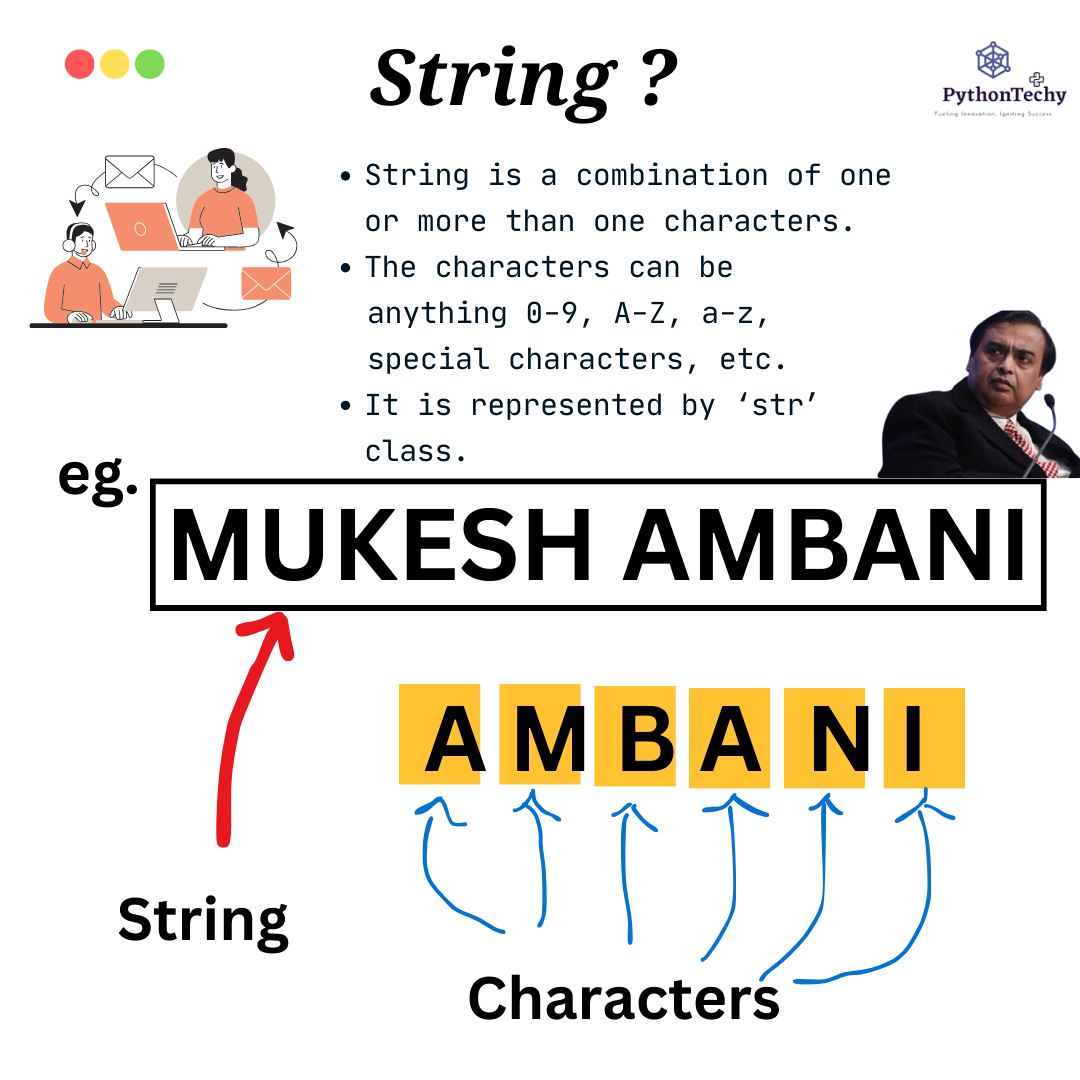 String ?
PythonTechy
Fueling Innovation, Igniting Success
• String is a combination of one
or more than one characters.
• The characters can be
anything 0-9, A-Z, a-z,
special characters, etc.
• It is represented by ‘str’
class.
eg.
MUKESH AMBANI
A M B A N I
String
Characters